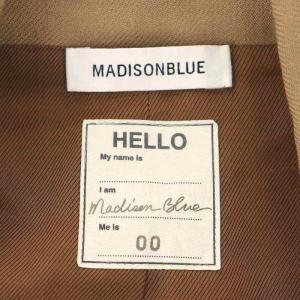 MADISONBLUE
HELLO
My name is
I am
Madison Blue
Me is
00